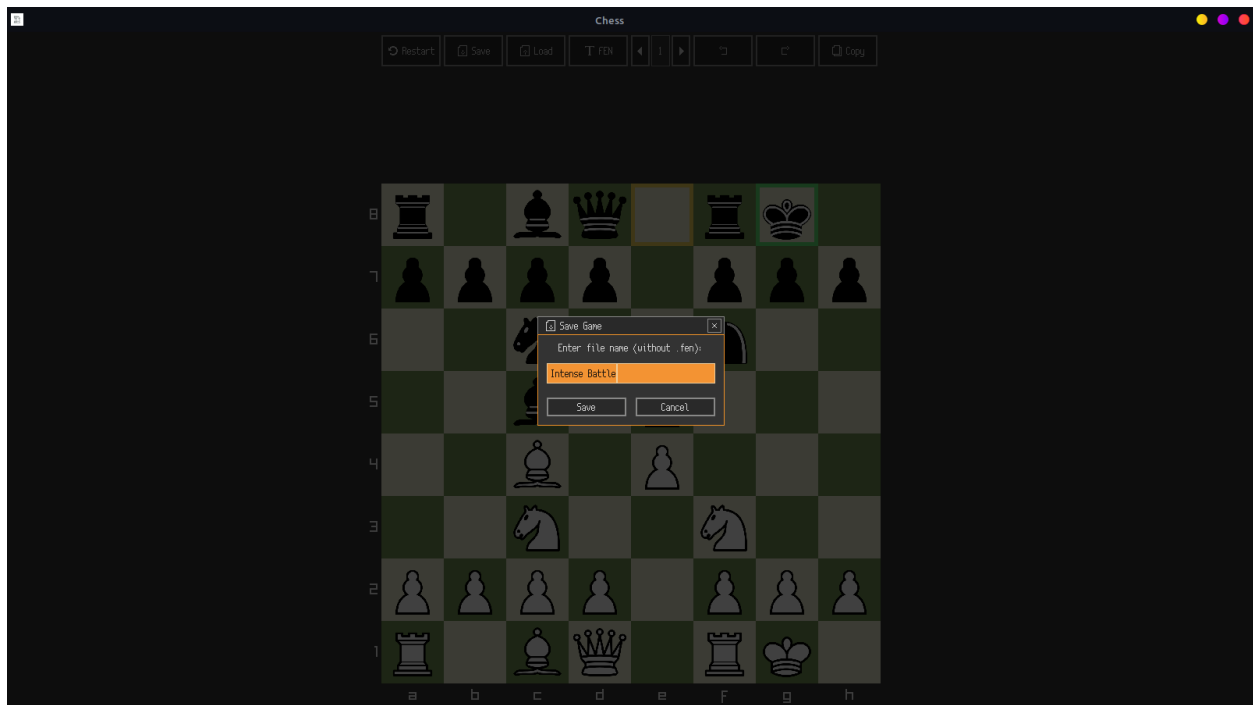 Chess
Restart Save Load FEN 1 Copy
8
7
6
5
4
3
2
1
Save Game
Enter file name (without .fen):
Intense Battle
Save Cancel
a b c d e f g h